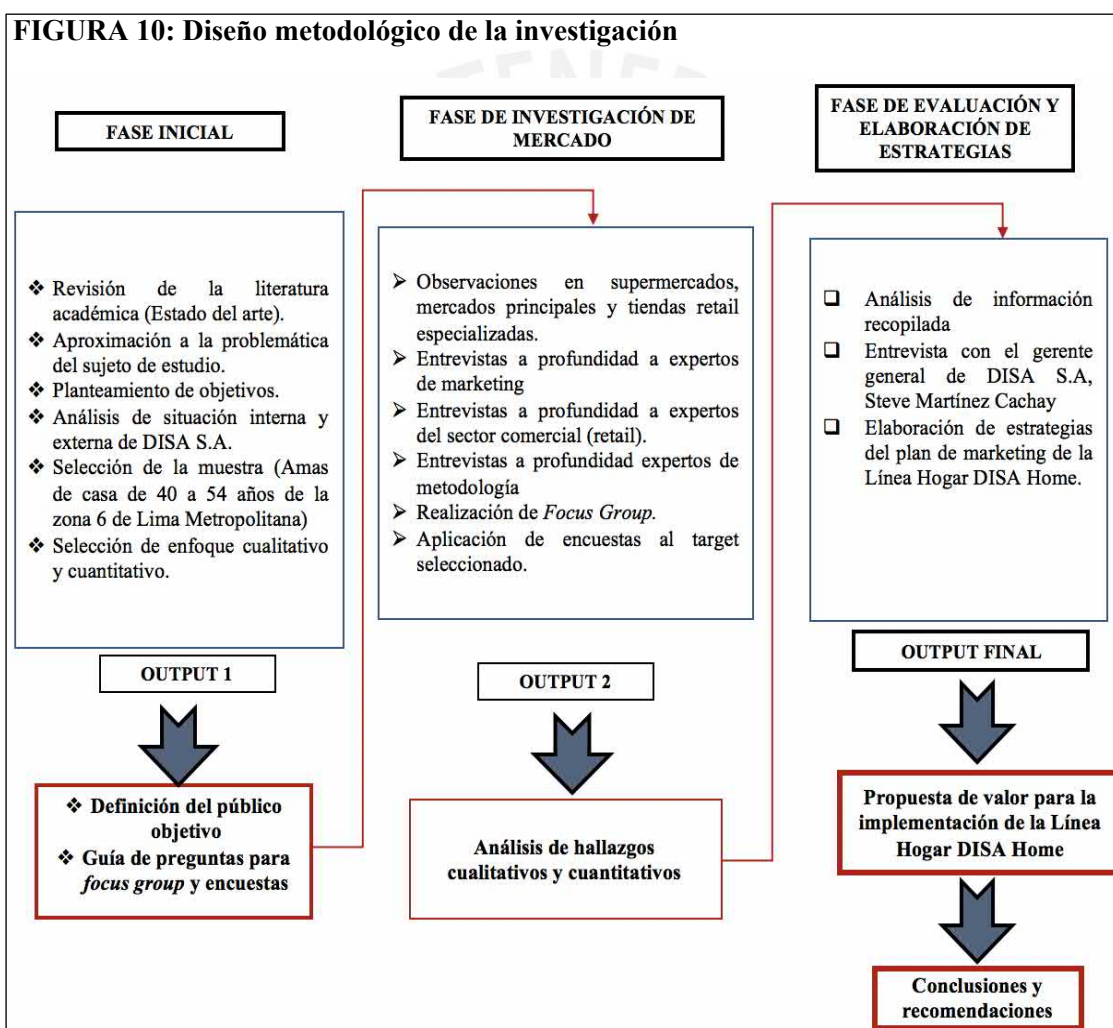 FIGURA 10: Diseño metodológico de la investigación
TENEB
FASE INICIAL
❖ Revisión de la literatura
académica (Estado del arte).
❖ Aproximación a la problemática
del sujeto de estudio.
❖ Planteamiento de objetivos.
❖ Análisis de situación interna y
externa de DISA S.A.
❖ Selección de la muestra (Amas
de casa de 40 a 54 años de la
zona 6 de Lima Metropolitana)
❖ Selección de enfoque cualitativo
y cuantitativo.
OUTPUT 1
❖ Definición del público
objetivo
❖ Guía de preguntas para
focus group y encuestas
FASE DE INVESTIGACIÓN DE
MERCADO
➢ Observaciones en supermercados,
mercados principales y tiendas retail
especializadas.
➢ Entrevistas a profundidad a expertos
de marketing
➢ Entrevistas a profundidad a expertos
del sector comercial (retail).
➢ Entrevistas a profundidad expertos de
metodología
➢ Realización de Focus Group.
➢ Aplicación de encuestas al target
seleccionado.
OUTPUT 2
Análisis de hallazgos
cualitativos y cuantitativos
FASE DE EVALUACIÓN Y
ELABORACIÓN DE
ESTRATEGIAS
❑ Análisis de información
recopilada
❑ Entrevista con el gerente
general de DISA S.A,
Steve Martínez Cachay
❑ Elaboración de estrategias
del plan de marketing de la
Línea Hogar DISA Home.
OUTPUT FINAL
Propuesta de valor para la
implementación de la Línea
Hogar DISA Home
Conclusiones y
recomendaciones